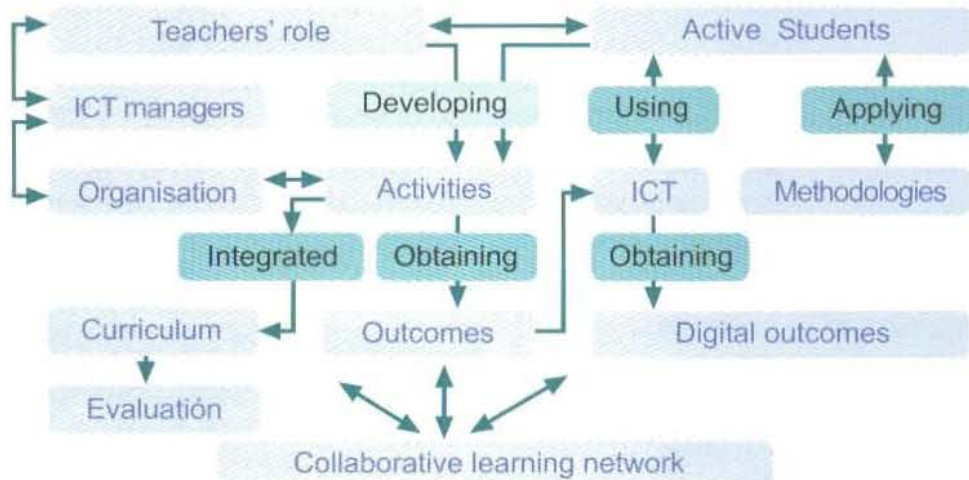 Teachers' role
Active Students
ICT managers
Developing
Using
Applying
Organisation
Activities
ICT
Methodologies
Integrated
Obtaining
Obtaining
Curriculum
Outcomes
Digital outcomes
Evaluatión
Collaborative learning network